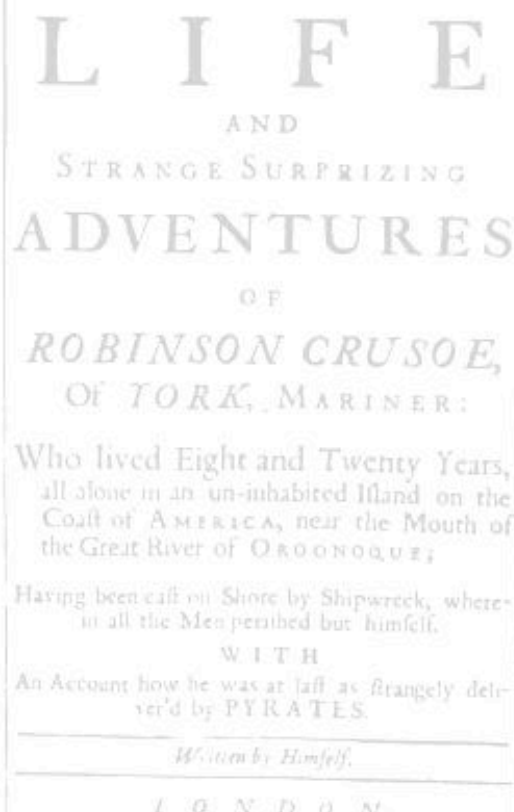 LIFE
AND
STRANGE SURPRIZING
ADVENTURES
OF
ROBINSON CRUSOE,
Of YORK, MARINER:
Who lived Eight and Twenty Years,
all alone in an un-inhabited Iſland on the
Coaſt of AMERICA, near the Mouth of
the Great River of OROONOQUE;
Having been caſt on Shore by Shipwreck, where-
in all the Men periſhed but himſelf.
WITH
An Account how he was at laſt as ſtrangely deli-
ver'd by PYRATES.
Written by Himſelf.
LONDON